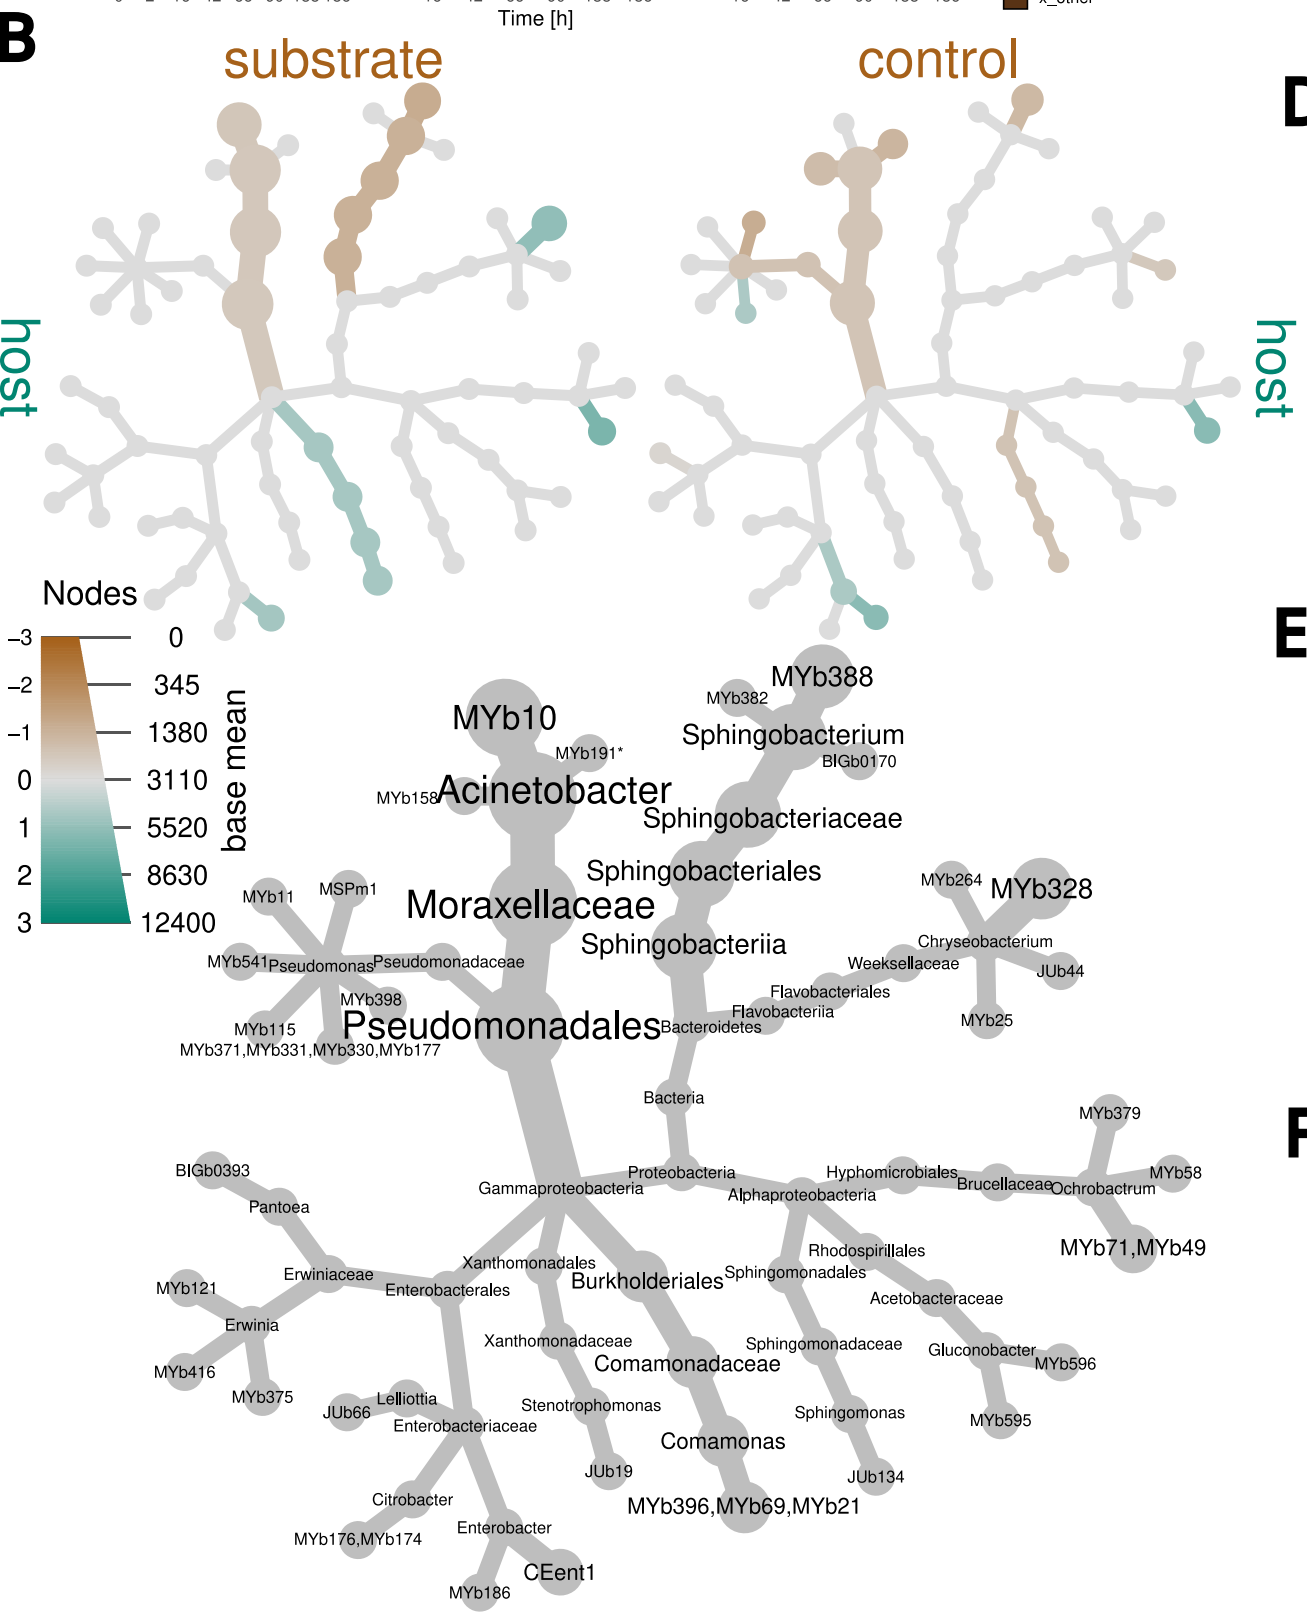 x_other
Time [h]
B
substrate
control
D
host
host
Nodes
−3
0
−2
345
−1
1380
0
3110
1
5520
2
8630
3
12400
base mean
E
MYb388
MYb382
MYb10
Sphingobacterium
MYb191*
BIGb0170
Acinetobacter
MYb158
Sphingobacteriaceae
Sphingobacteriales
MYb264
MYb328
MYb11
MSPm1
Moraxellaceae
Sphingobacteriia
Chryseobacterium
MYb541
Pseudomonas
Pseudomonadaceae
Weeksellaceae
JUb44
Flavobacteriales
MYb398
Flavobacteriia
MYb25
MYb115
Pseudomonadales
Bacteroidetes
MYb371,MYb331,MYb330,MYb177
Bacteria
MYb379
F
BIGb0393
Proteobacteria
Hyphomicrobiales
MYb58
Gammaproteobacteria
Alphaproteobacteria
Brucellaceae
Ochrobactrum
Pantoea
MYb71,MYb49
Rhodospirillales
Xanthomonadales
Erwiniaceae
Burkholderiales
Sphingomonadales
MYb121
Enterobacterales
Acetobacteraceae
Erwinia
Xanthomonadaceae
Sphingomonadaceae
Gluconobacter
Comamonadaceae
MYb596
MYb416
MYb375
Lelliottia
Stenotrophomonas
JUb66
Sphingomonas
MYb595
Enterobacteriaceae
Comamonas
JUb19
JUb134
Citrobacter
MYb396,MYb69,MYb21
Enterobacter
MYb176,MYb174
CEent1
MYb186